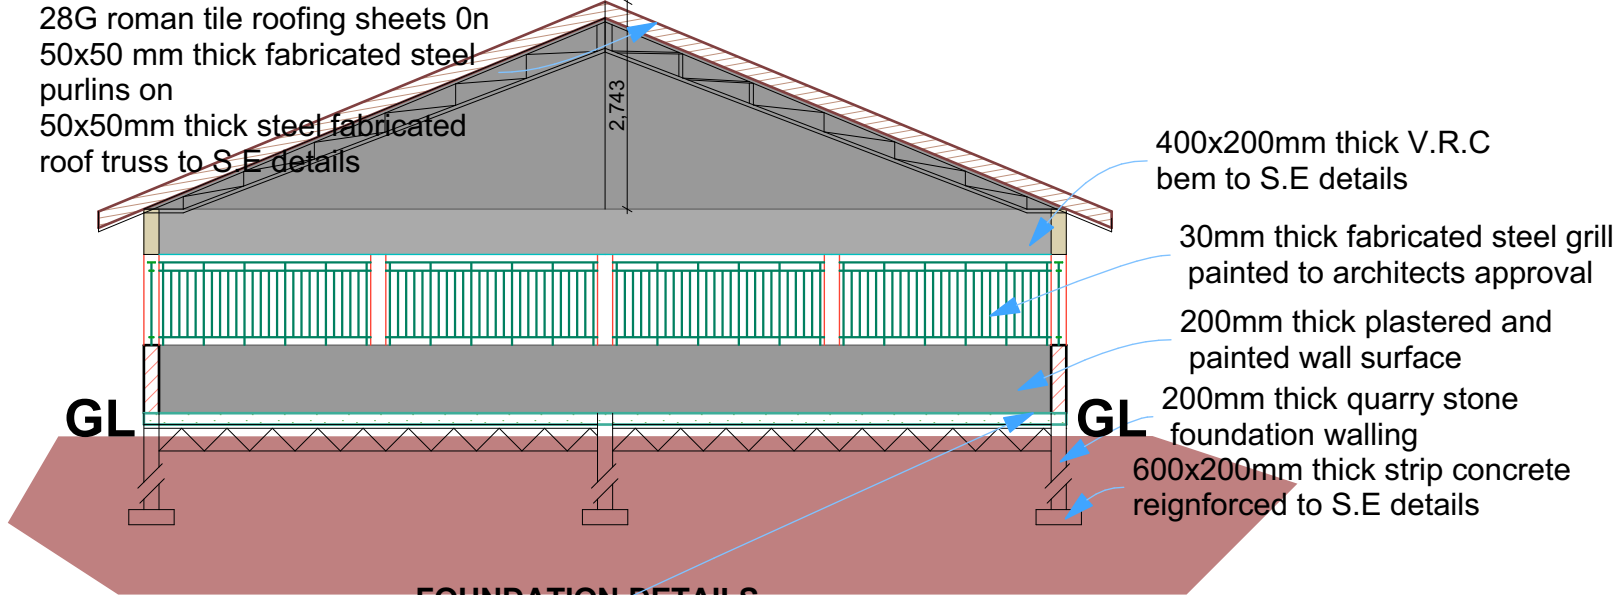 28G roman tile roofing sheets 0n
50x50 mm thick fabricated steel
purlins on
50x50mm thick steel fabricated
roof truss to S.E details
2,743
400x200mm thick V.R.C
bem to S.E details
30mm thick fabricated steel grill
painted to architects approval
200mm thick plastered and
painted wall surface
GL
GL
200mm thick quarry stone
foundation walling
600x200mm thick strip concrete
reignforced to S.E details
FOUNDATION DETAILS